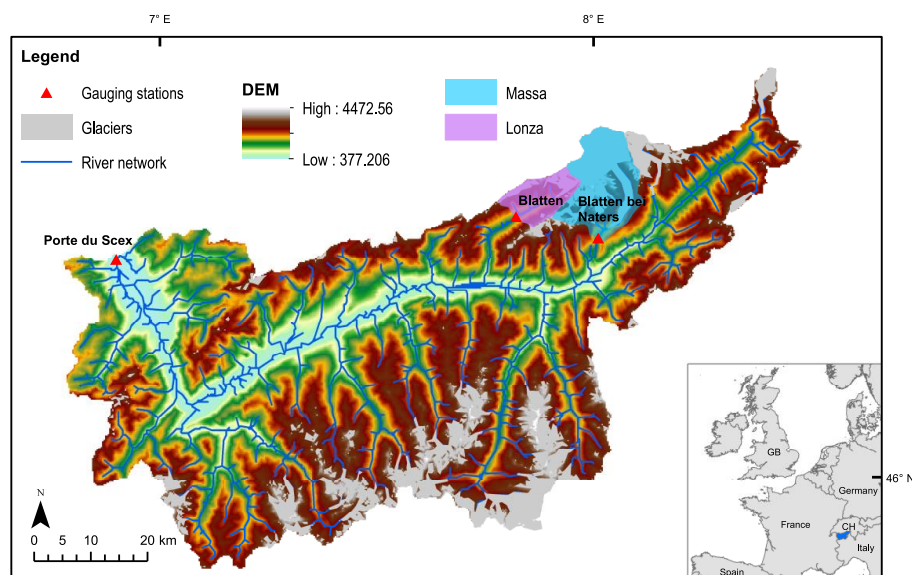 7° E
8° E
Legend
Gauging stations
Glaciers
River network
DEM
High : 4472.56
Low : 377.206
Massa
Lonza
Blatten
Blatten bei
Naters
Porte du Scex
N
0 5 10 20 km
46° N
GB
Germany
France
CH
Italy
Spain